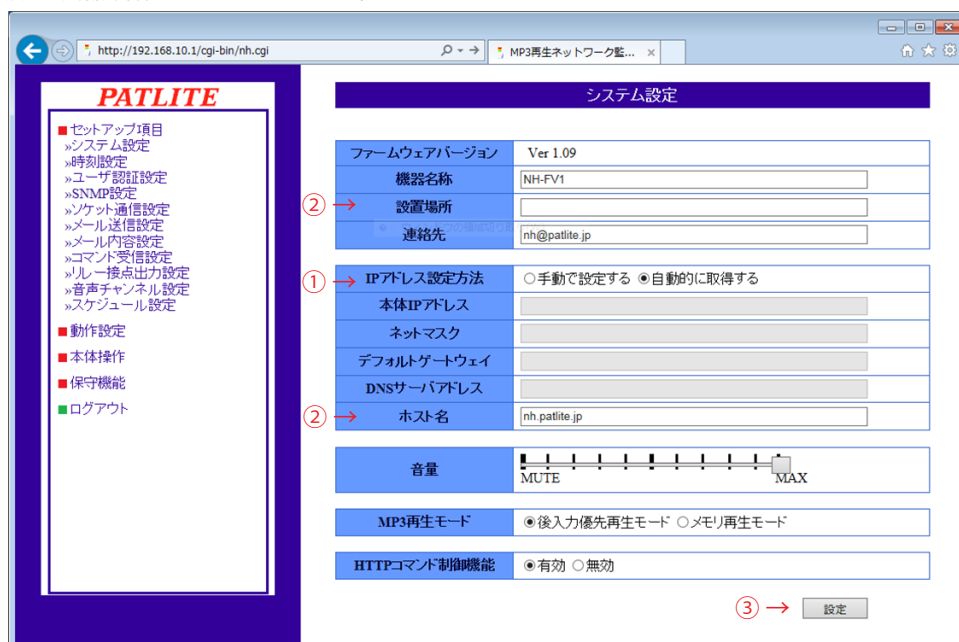 http://192.168.10.1/cgi-bin/nh.cgi
MP3再生ネットワーク監...
PATLITE
セットアップ項目
»システム設定
»時刻設定
»ユーザ認証設定
»SNMP設定
»ソケット通信設定
»メール送信設定
»メール内容設定
»コマンド受信設定
»リレー接点出力設定
»音声チャンネル設定
»スケジュール設定
動作設定
本体操作
保守機能
ログアウト
システム設定
ファームウェアバージョン Ver 1.09
機器名称 NH-FV1
② → 設置場所
連絡先 nh@patlite.jp
① → IPアドレス設定方法 ○手動で設定する ◉自動的に取得する
本体IPアドレス
ネットマスク
デフォルトゲートウェイ
DNSサーバアドレス
② → ホスト名 nh.patlite.jp
音量
MUTE MAX
MP3再生モード ◉後入力優先再生モード ○メモリ再生モード
HTTPコマンド制御機能 ◉有効 ○無効
③ → 設定